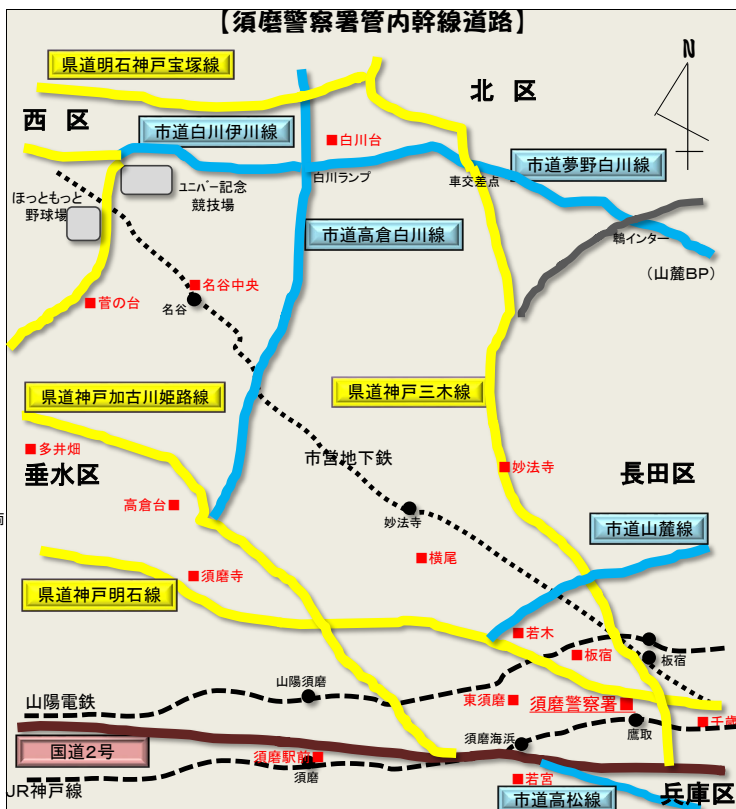 【須磨警察署管内幹線道路】
県道明石神戸宝塚線
N
北 区
西 区
市道白川伊川線
■白川台
市道夢野白川線
白川ランプ
車交差点
ユニバー記念
競技場
ほっともっと
野球場
市道高倉白川線
鵯インター
(山麓BP)
■名谷中央
■菅の台
名谷
県道神戸加古川姫路線
県道神戸三木線
■多井畑
市営地下鉄
■妙法寺
垂水区
長田区
高倉台■
妙法寺
市道山麓線
■横尾
■須磨寺
県道神戸明石線
■若木
■板宿
板宿
山陽須磨
山陽電鉄
東須磨■
須磨警察署■
■千歳
鷹取
国道2号
須磨海浜
須磨駅前■
須磨
JR神戸線
■若宮
市道高松線
兵庫区